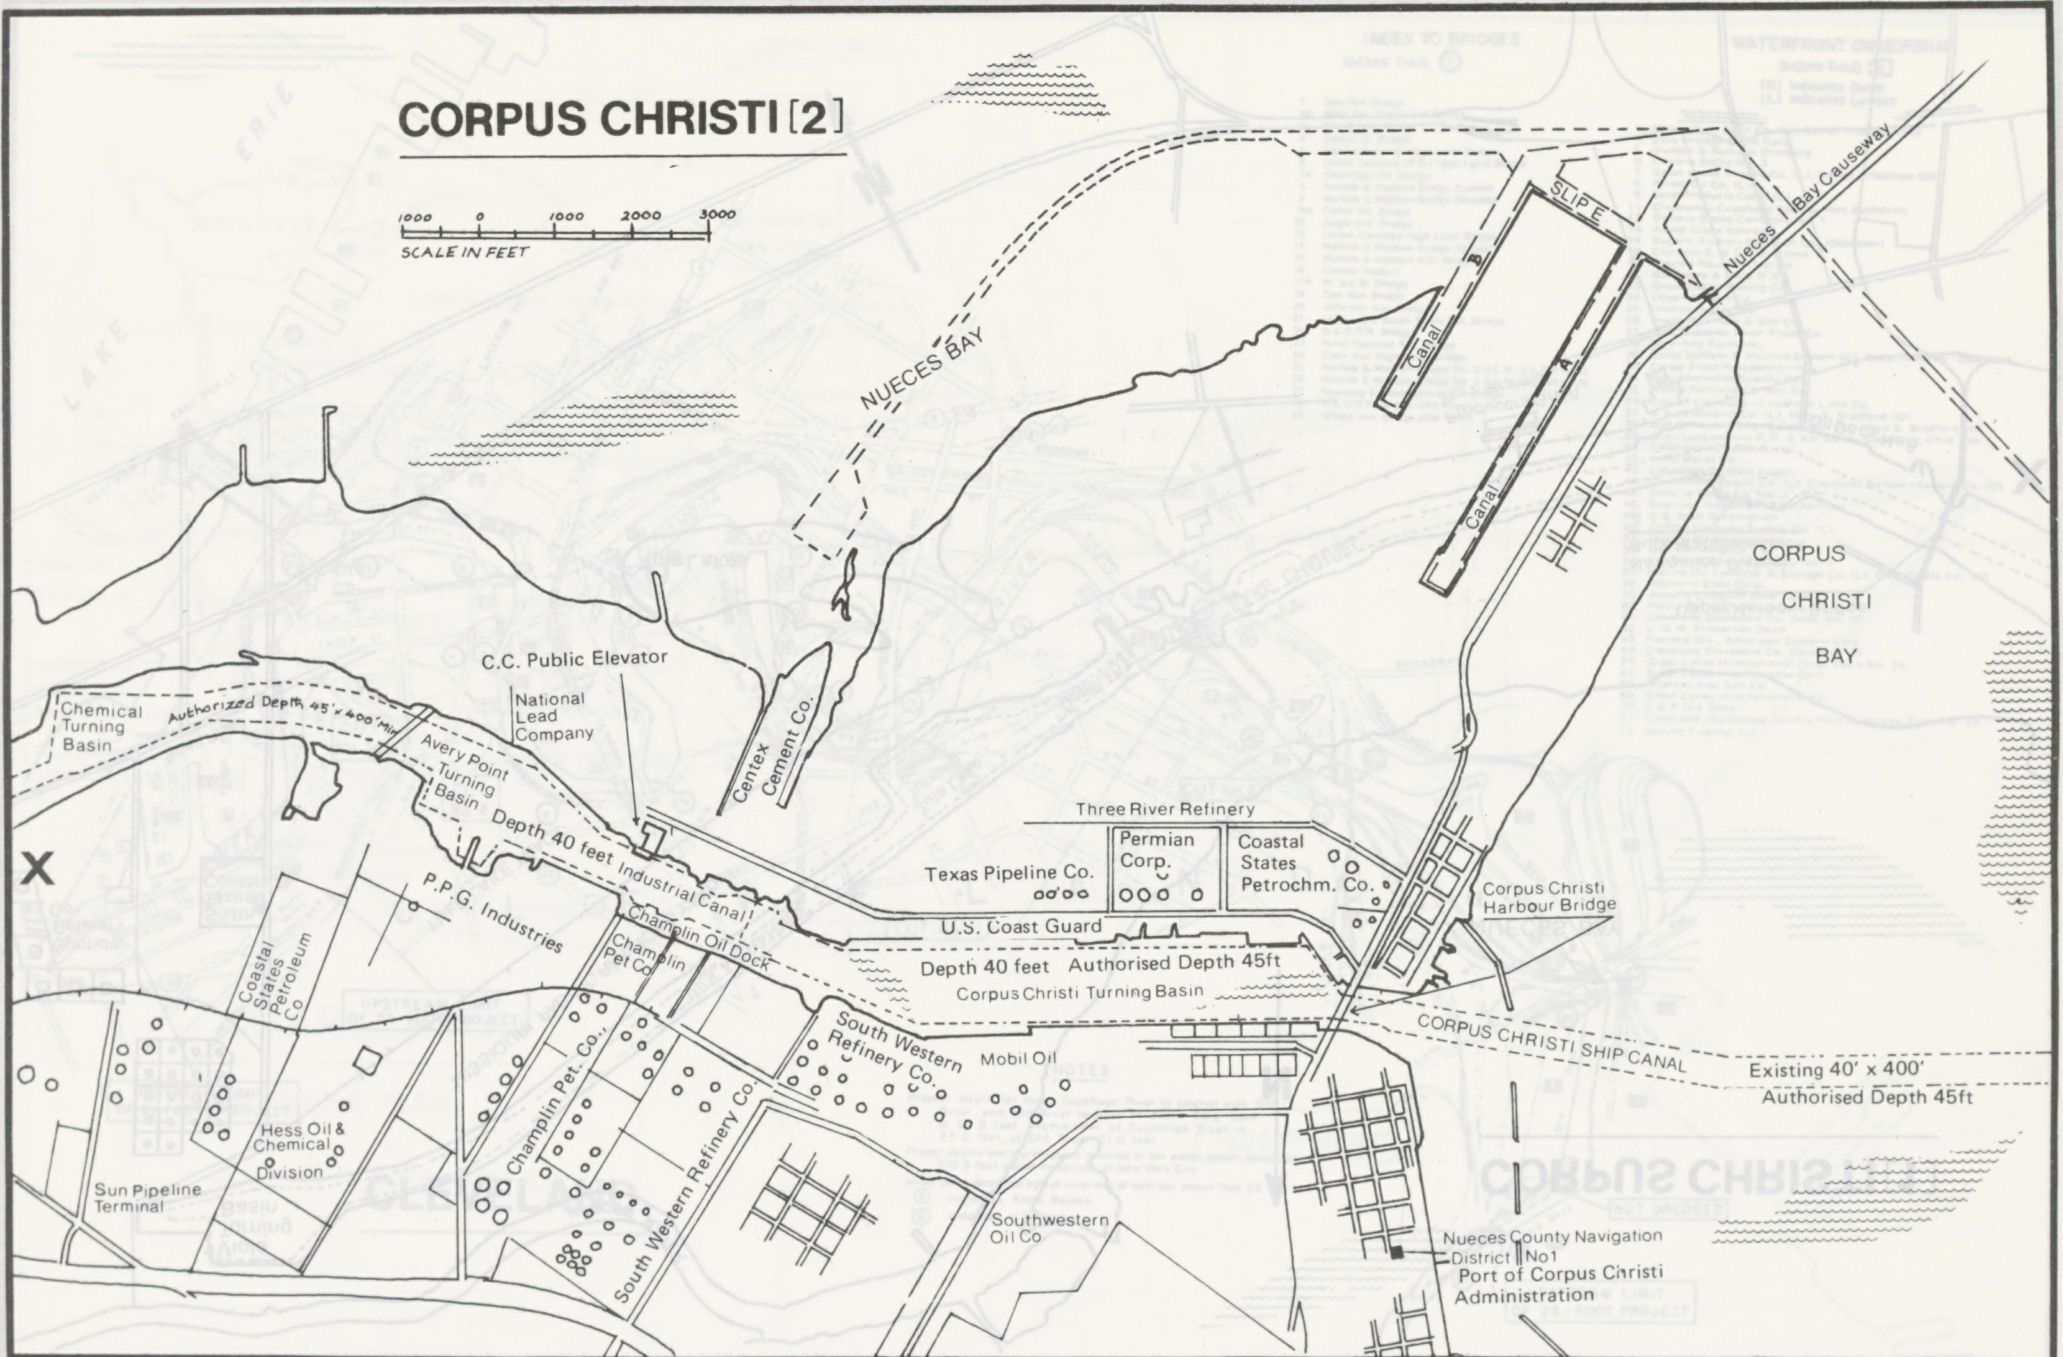 CORPUS CHRISTI [2]
1000 0 1000 2000 3000
SCALE IN FEET
NUECES BAY
SLIP E
B
Canal
A
Canal
Nueces Bay Causeway
CORPUS
CHRISTI
BAY
C.C. Public Elevator
National
Lead
Company
Centex
Cement Co.
Chemical
Turning
Basin
Authorized Depth 45' x 400' Min
Avery Point
Turning
Basin
Depth 40 feet Industrial Canal
X
P.P.G. Industries
Champlin Oil Dock
Champlin
Pet Co
Three River Refinery
Texas Pipeline Co.
Permian
Corp.
Coastal
States
Petrochm. Co.
U.S. Coast Guard
Depth 40 feet Authorised Depth 45ft
Corpus Christi Turning Basin
Corpus Christi
Harbour Bridge
CORPUS CHRISTI SHIP CANAL
Existing 40' x 400'
Authorised Depth 45ft
Coastal
States
Petroleum
Co
South Western
Refinery Co.
Mobil Oil
Champlin Pet. Co.,
South Western Refinery Co.
Hess Oil &
Chemical
Division
Sun Pipeline
Terminal
Southwestern
Oil Co
Nueces County Navigation
District No1
Port of Corpus Christi
Administration